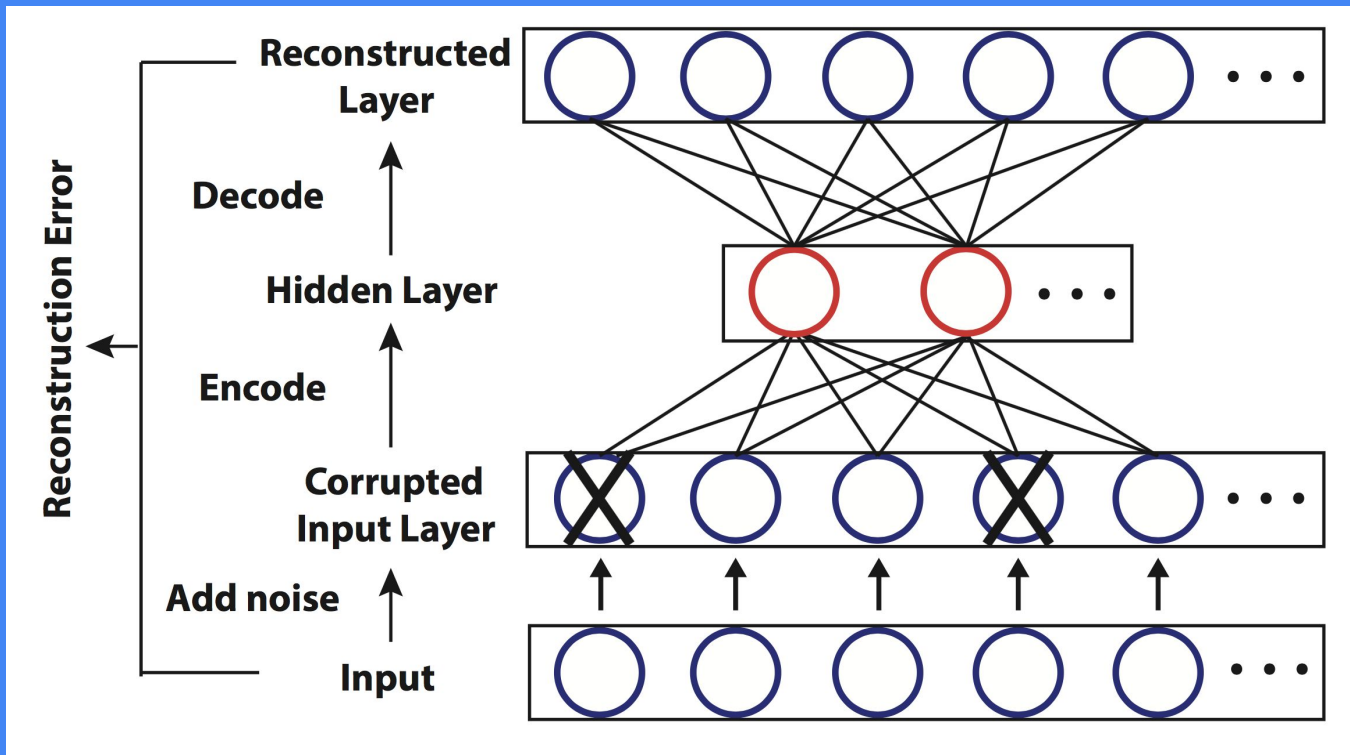 Reconstructed
Layer
Decode
Hidden Layer
Encode
Corrupted
Input Layer
Add noise
Input
Reconstruction Error